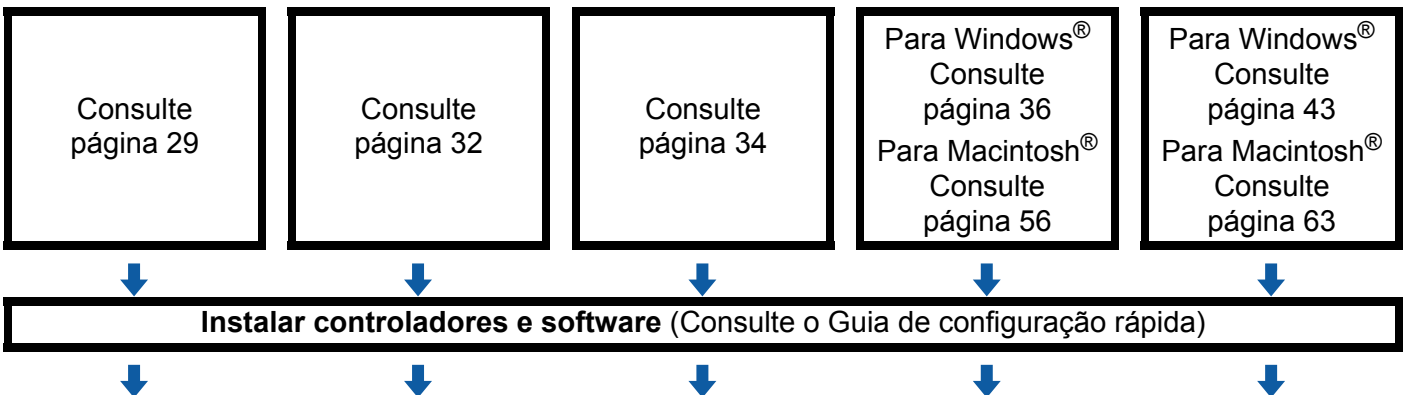 Consulte
página 29
Consulte
página 32
Consulte
página 34
Para Windows®
Consulte
página 36
Para Macintosh®
Consulte
página 56
Para Windows®
Consulte
página 43
Para Macintosh®
Consulte
página 63
Instalar controladores e software (Consulte o Guia de configuração rápida)